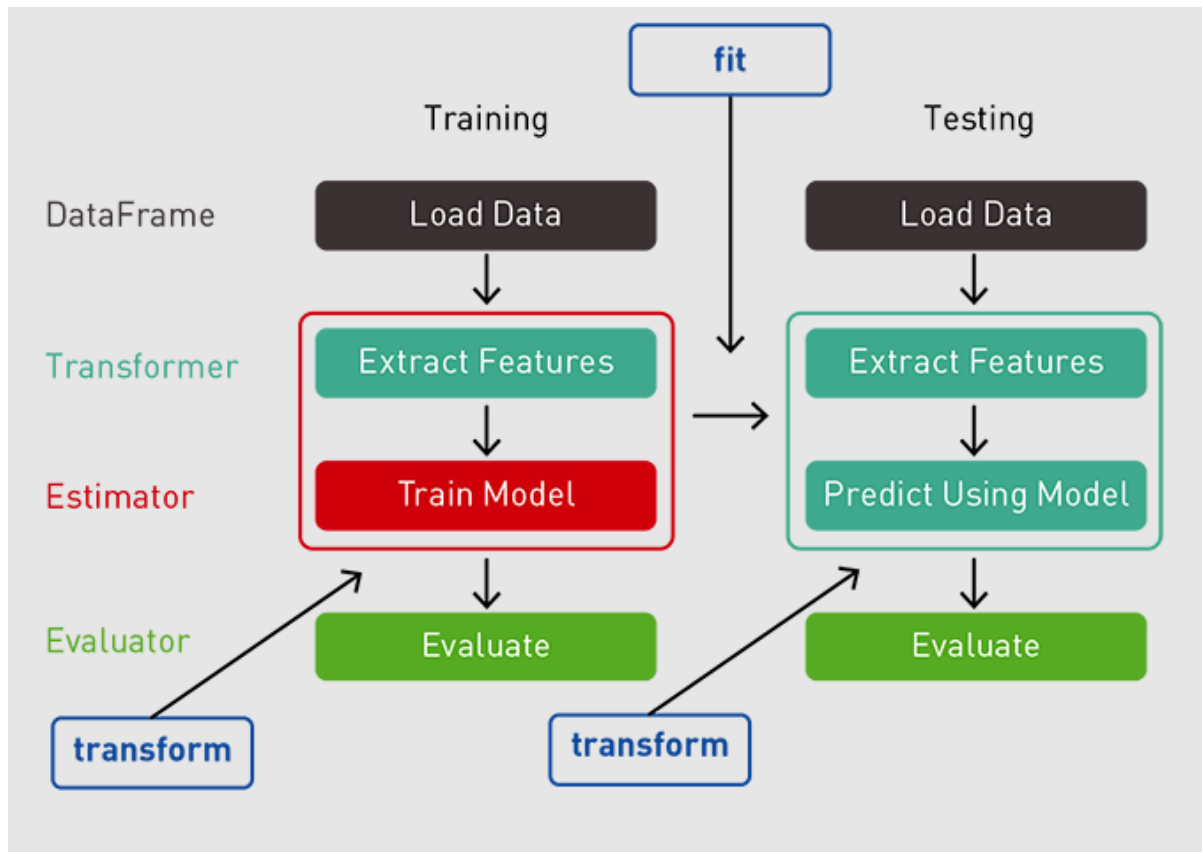 fit
Training
Testing
DataFrame
Load Data
Load Data
Transformer
Extract Features
Extract Features
Estimator
Train Model
Predict Using Model
Evaluator
Evaluate
Evaluate
transform
transform